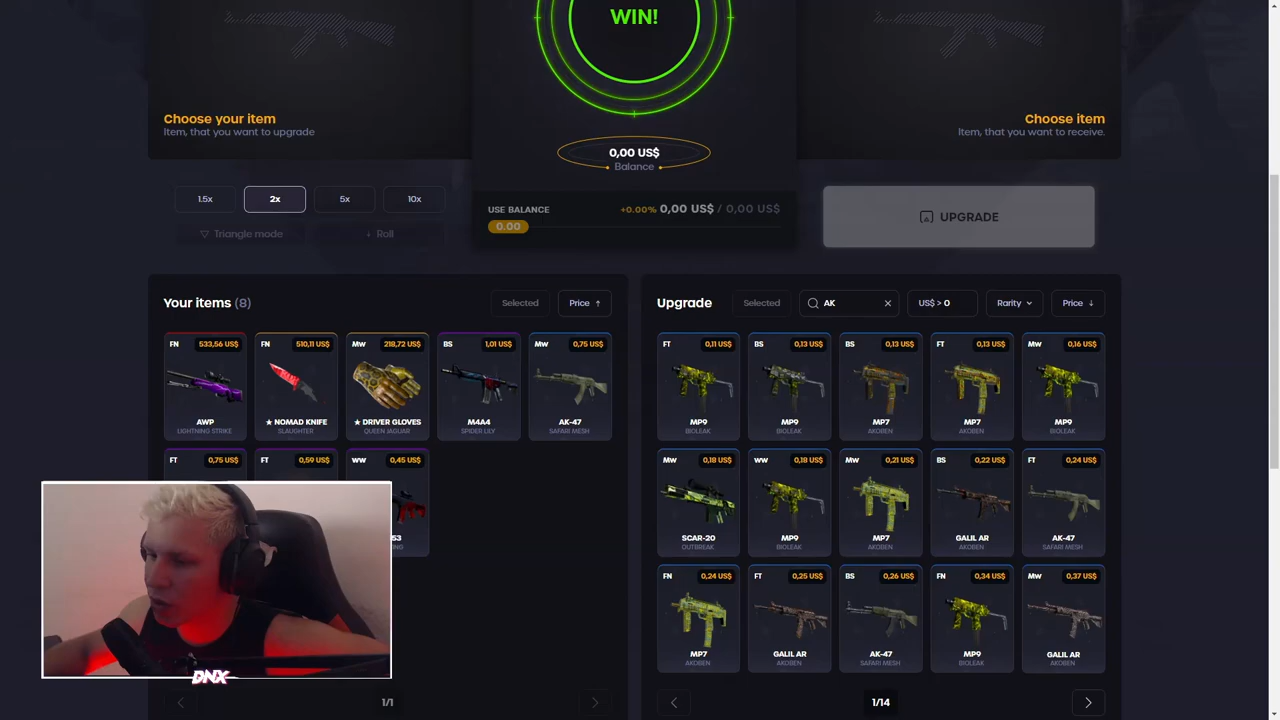 WIN!
Choose your item
Item, that you want to upgrade
0,00 US$
Balance
Choose item
Item, that you want to receive.
1.5x 2x 5x 10x
Triangle mode Roll
USE BALANCE +0.00% 0,00 US$ / 0,00 US$
0.00
UPGRADE
Your items (8) Selected Price ↑
FN 533,56 US$ FN 510,11 US$ Mw 218,72 US$ BS 1,01 US$ Mw 0,75 US$
AWP ★ NOMAD KNIFE ★ DRIVER GLOVES M4A4 AK-47
LIGHTNING STRIKE SLAUGHTER QUEEN JAGUAR SPIDER LILY SAFARI MESH
FT 0,75 US$ FT 0,59 US$ WW 0,45 US$
53
DNX
1/1
Upgrade Selected AK US$ > 0 Rarity Price ↓
FT 0,11 US$ BS 0,13 US$ BS 0,13 US$ FT 0,13 US$ Mw 0,16 US$
MP9 MP9 MP7 MP7 MP9
BIOLEAK BIOLEAK AKOBEN AKOBEN BIOLEAK
Mw 0,18 US$ WW 0,18 US$ Mw 0,21 US$ BS 0,22 US$ FT 0,24 US$
SCAR-20 MP9 MP7 GALIL AR AK-47
OUTBREAK BIOLEAK AKOBEN AKOBEN SAFARI MESH
FN 0,24 US$ FT 0,25 US$ BS 0,26 US$ FN 0,34 US$ Mw 0,37 US$
MP7 GALIL AR AK-47 MP9 GALIL AR
AKOBEN AKOBEN SAFARI MESH BIOLEAK AKOBEN
1/14